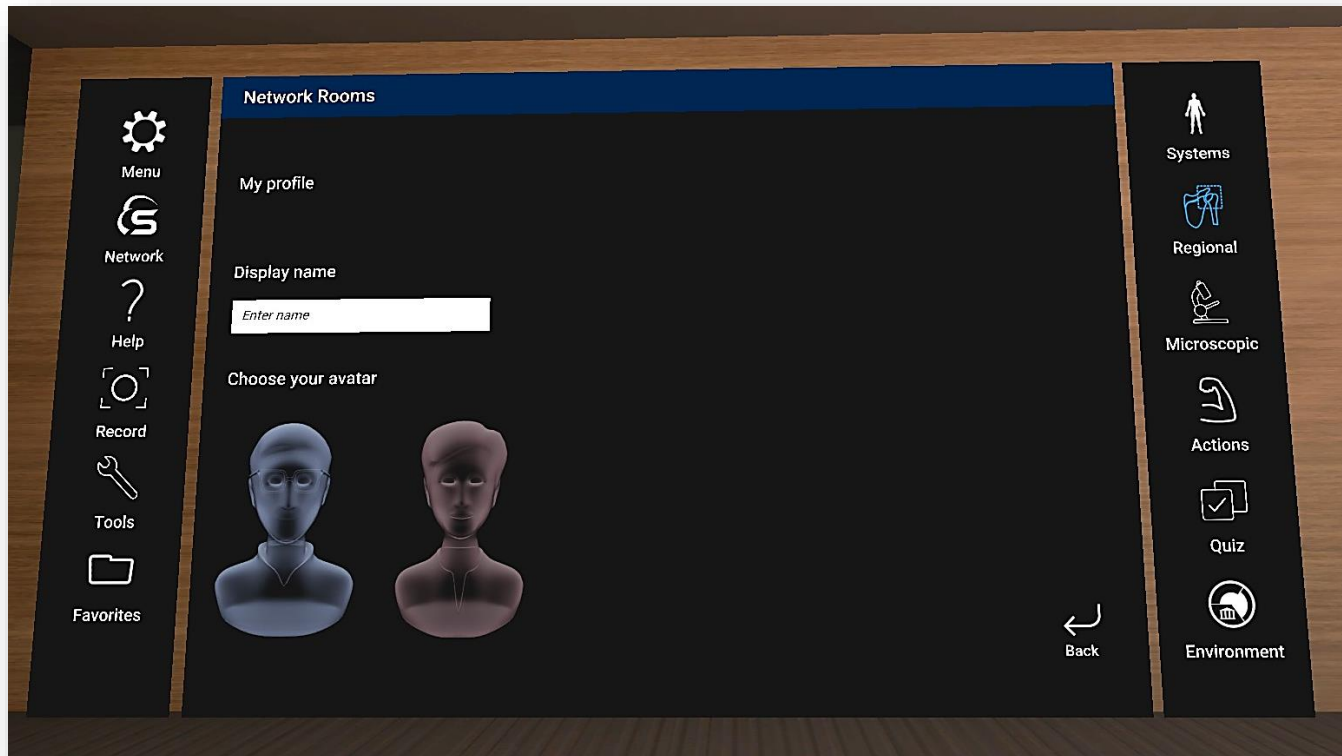 Menu
Network
Help
Record
Tools
Favorites
Network Rooms
My profile
Display name
Enter name
Choose your avatar
Back
Systems
Regional
Microscopic
Actions
Quiz
Environment